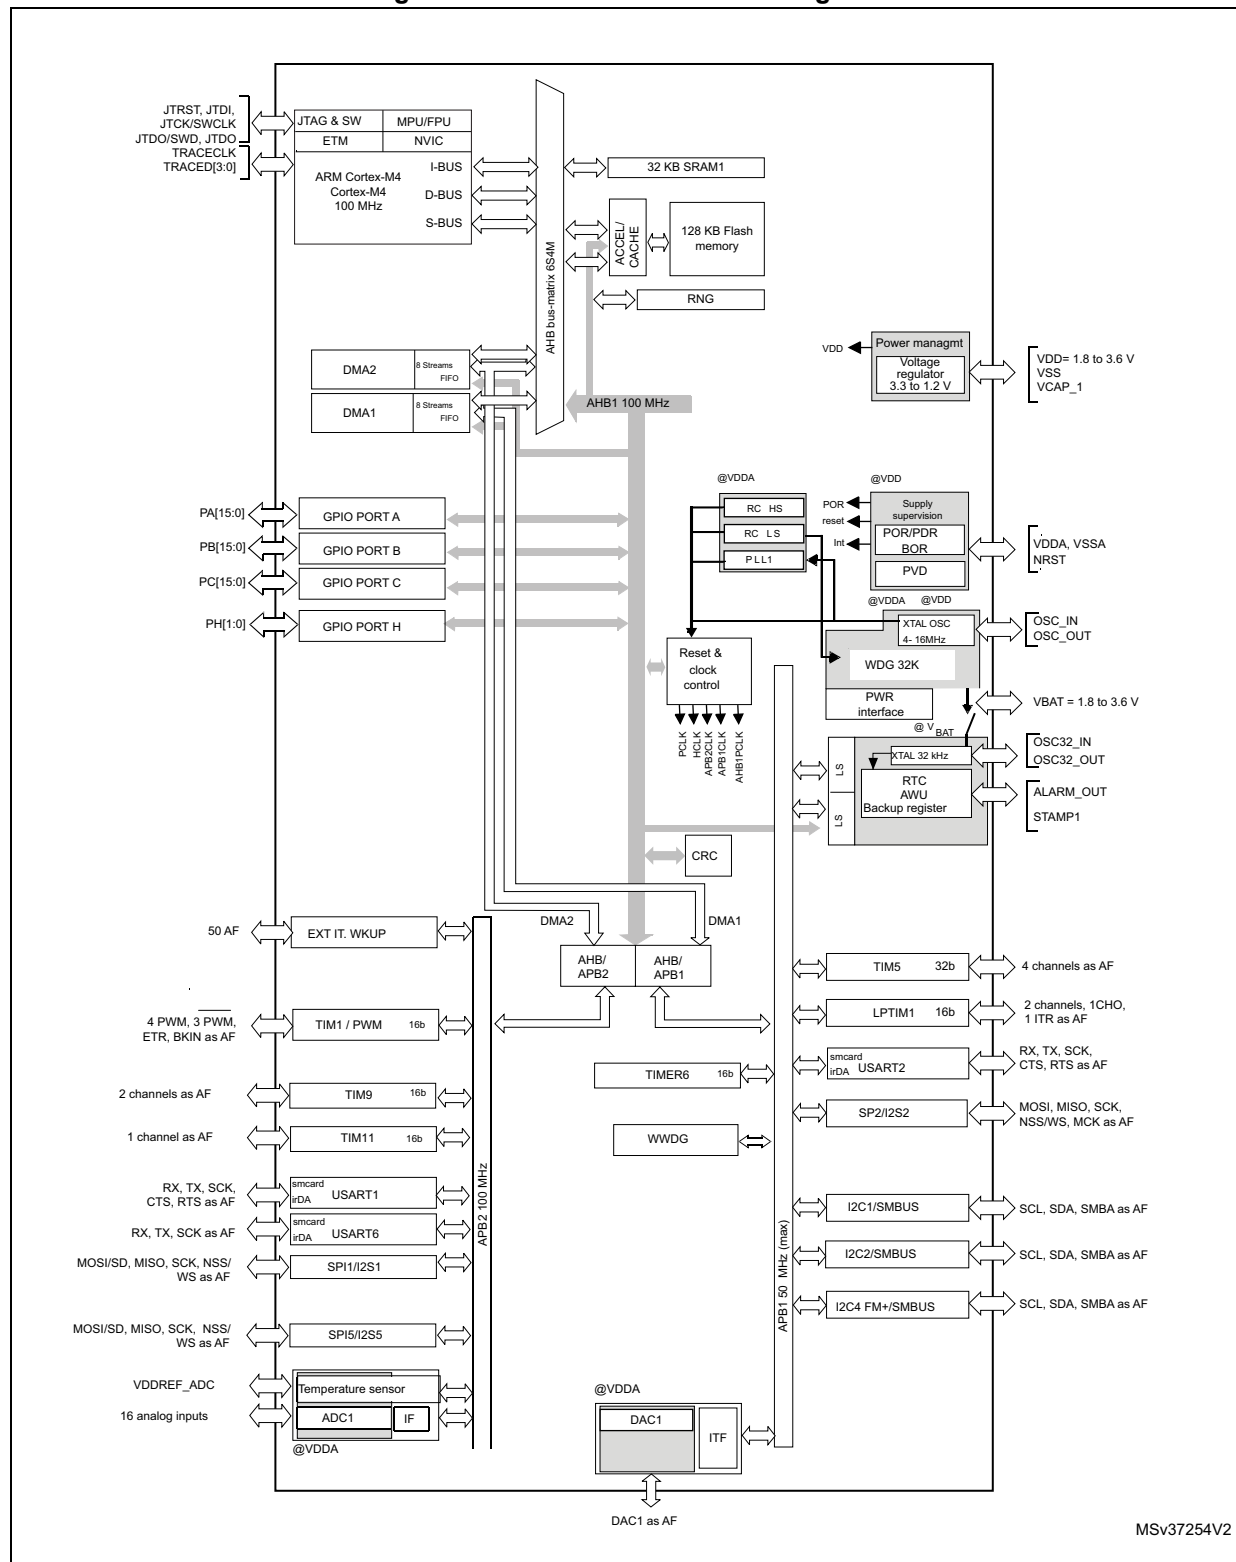 JTRST, JTDI,
JTCK/SWCLK
JTDO/SWD, JTDO
TRACECLK
TRACED[3:0]
JTAG & SW
MPU/FPU
ETM
NVIC
ARM Cortex-M4
Cortex-M4
100 MHz
I-BUS
D-BUS
S-BUS
AHB bus-matrix 6S4M
32 KB SRAM1
ACCEL/
CACHE
128 KB Flash
memory
RNG
DMA2
8 Streams
FIFO
DMA1
8 Streams
FIFO
AHB1 100 MHz
VDD
Power managmt
Voltage
regulator
3.3 to 1.2 V
VDD= 1.8 to 3.6 V
VSS
VCAP_1
PA[15:0]
GPIO PORT A
PB[15:0]
GPIO PORT B
PC[15:0]
GPIO PORT C
PH[1:0]
GPIO PORT H
@VDDA
RC HS
RC LS
PLL1
@VDD
POR
reset
Int
Supply
supervision
POR/PDR
BOR
PVD
VDDA, VSSA
NRST
@VDDA
@VDD
XTAL OSC
4- 16MHz
OSC_IN
OSC_OUT
WDG 32K
PWR
interface
VBAT = 1.8 to 3.6 V
Reset &
clock
control
PCLK
HCLK
APB2CLK
APB1CLK
AHB1PCLK
@ VBAT
LS
LS
XTAL 32 kHz
RTC
AWU
Backup register
OSC32_IN
OSC32_OUT
ALARM_OUT
STAMP1
CRC
DMA2
DMA1
AHB/
APB2
AHB/
APB1
50 AF
EXT IT. WKUP
4 PWM, 3 PWM,
ETR, BKIN as AF
TIM1 / PWM
16b
2 channels as AF
TIM9
16b
1 channel as AF
TIM11
16b
RX, TX, SCK,
CTS, RTS as AF
smcard
irDA
USART1
RX, TX, SCK as AF
smcard
irDA
USART6
MOSI/SD, MISO, SCK, NSS/
WS as AF
SPI1/I2S1
MOSI/SD, MISO, SCK, NSS/
WS as AF
SPI5/I2S5
VDDREF_ADC
Temperature sensor
16 analog inputs
ADC1
IF
@VDDA
APB2 100 MHz
TIMER6
16b
WWDG
APB1 50 MHz (max)
@VDDA
DAC1
ITF
DAC1 as AF
TIM5
32b
4 channels as AF
LPTIM1
16b
2 channels, 1CHO,
1 ITR as AF
smcard
irDA
USART2
RX, TX, SCK,
CTS, RTS as AF
SP2/I2S2
MOSI, MISO, SCK,
NSS/WS, MCK as AF
I2C1/SMBUS
SCL, SDA, SMBA as AF
I2C2/SMBUS
SCL, SDA, SMBA as AF
I2C4 FM+/SMBUS
SCL, SDA, SMBA as AF
MSv37254V2